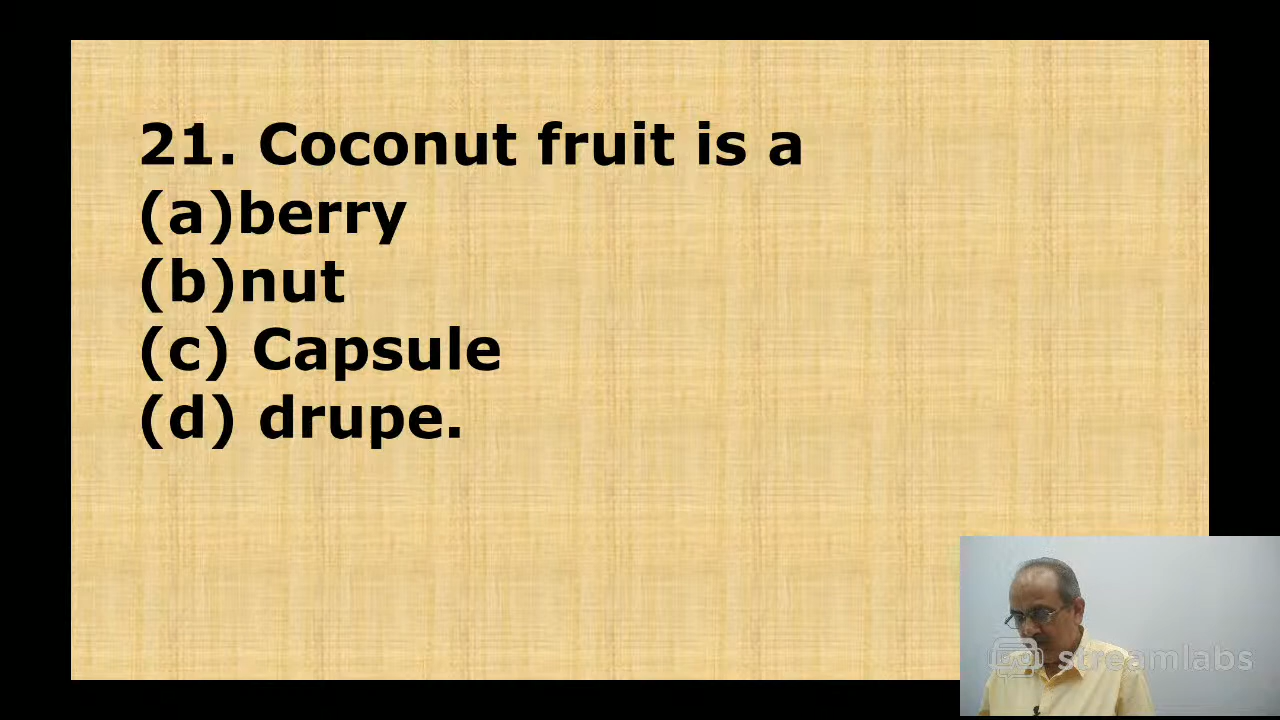 21. Coconut fruit is a
(a)berry
(b)nut
(c) Capsule
(d) drupe.
streamlabs